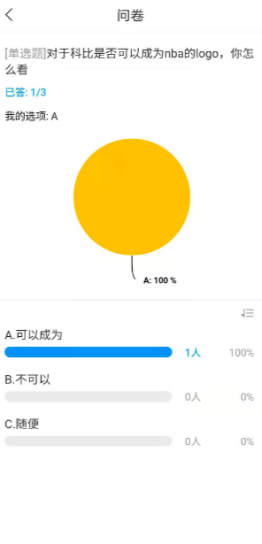 问卷
[单选题]对于科比是否可以成为nba的logo，你怎
么看
已答: 1/3
我的选项: A
A: 100 %
A.可以成为
1人 100%
B.不可以
0人 0%
C.随便
0人 0%